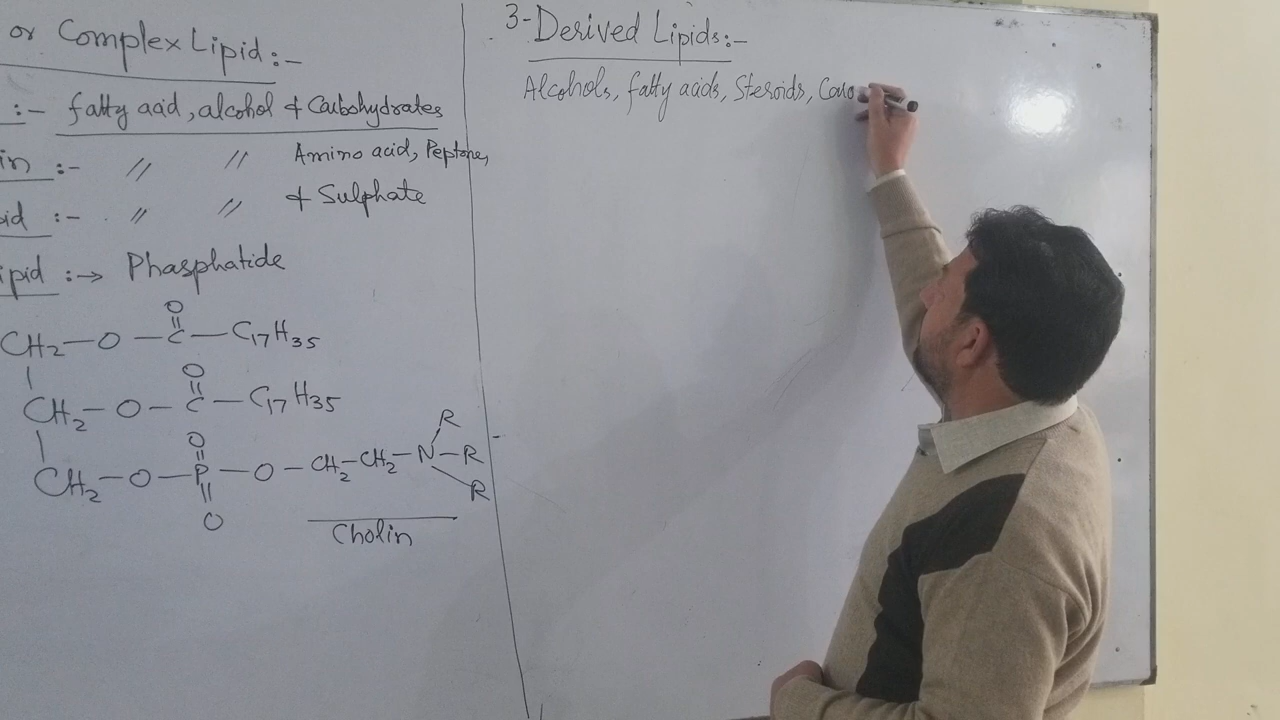 or Complex Lipid:-
:- fatty acid, alcohol & Carbohydrates
in :- " " Amino acid, Peptone,
id :- " " & Sulphate
ipid :→ Phasphatide
O
CH2-O-C-C17H35
O
CH2-O-C-C17H35
O R
CH2-O-P-O-CH2-CH2-N-R
O R
Cholin
3-Derived Lipids:-
Alcohols, fatty acids, Steroids, Caro